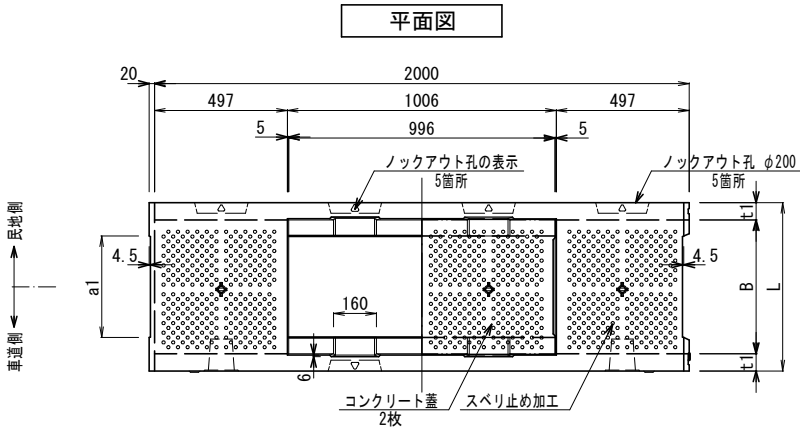 平面図
20
2000
497
1006
497
5
996
5
ノックアウト孔の表示
5箇所
ノックアウト孔 φ200
5箇所
民地側
車道側
4.5
a1
160
6
4.5
t1
B
L
t1
コンクリート蓋
2枚
スベリ止め加工